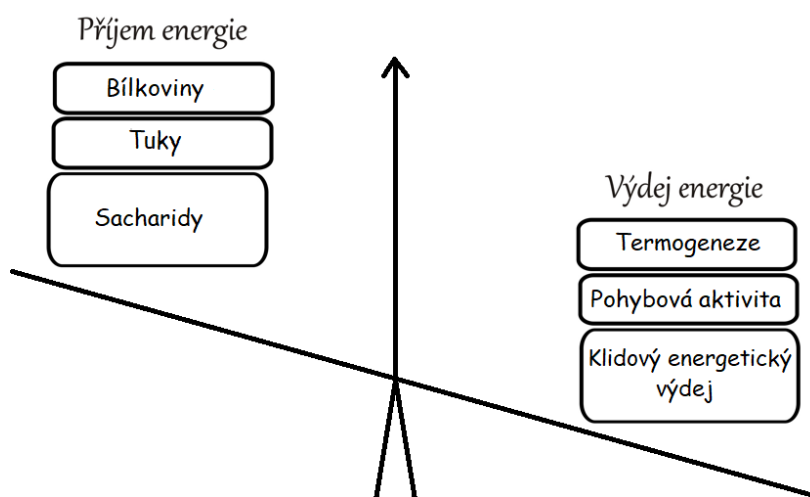 Příjem energie
Bílkoviny
Tuky
Sacharidy
Výdej energie
Termogeneze
Pohybová aktivita
Klidový energetický
výdej